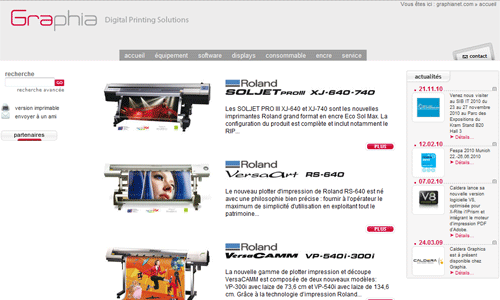 Graphia Digital Printing Solutions
Vous êtes ici : graphianet.com » accueil
accueil équipement software displays consommable encre service
contact
recherche
GO
recherche avancée
version imprimable
envoyer à un ami
partenaires
Roland
SOLJET PROIII XJ-640-740
Les SOLJET PRO III XJ-640 et XJ-740 sont les nouvelles
imprimantes Roland grand format en encre Eco Sol Max. La
configuration du produit est complète et inclut notamment le
RIP...
PLUS
Roland
VersaArt RS-640
Le nouveau plotter d'impression de Roland RS-640 est né
avec une philosophie bien précise : fournir à l'opérateur le
maximum de simplicité d'utilisation en exploitant tout le
patrimoine...
PLUS
Roland
VersaCAMM VP-540i-300i
La nouvelle gamme de plotter impression et découpe
VersaCAMM est composée de deux nouveaux modèles:
VP-300i avec laize de 73,6 cm et VP-540i avec laize de 134,6
cm. Grâce à la technologie d'impression Roland...
actualités
21.11.10
Venez nous visiter
au SIB IT 2010 du
23 au 27 novembre
2010 au Parc des
Expositions du
Kram Stand B20
Hall 3
Détails...
12.02.10
Fespa 2010 Munich
22 -26.06.2010
Détails...
07.02.10
Caldera lance sa
nouvelle version
logicielle V8,
optimisée pour
X-Rite i1Prism et
intégrant le moteur
d'impression PDF
d'Adobe.
Détails...
24.03.09
Caldera Graphics
est à présent
disponible chez
Graphia.
Détails...
V8
CALDERA